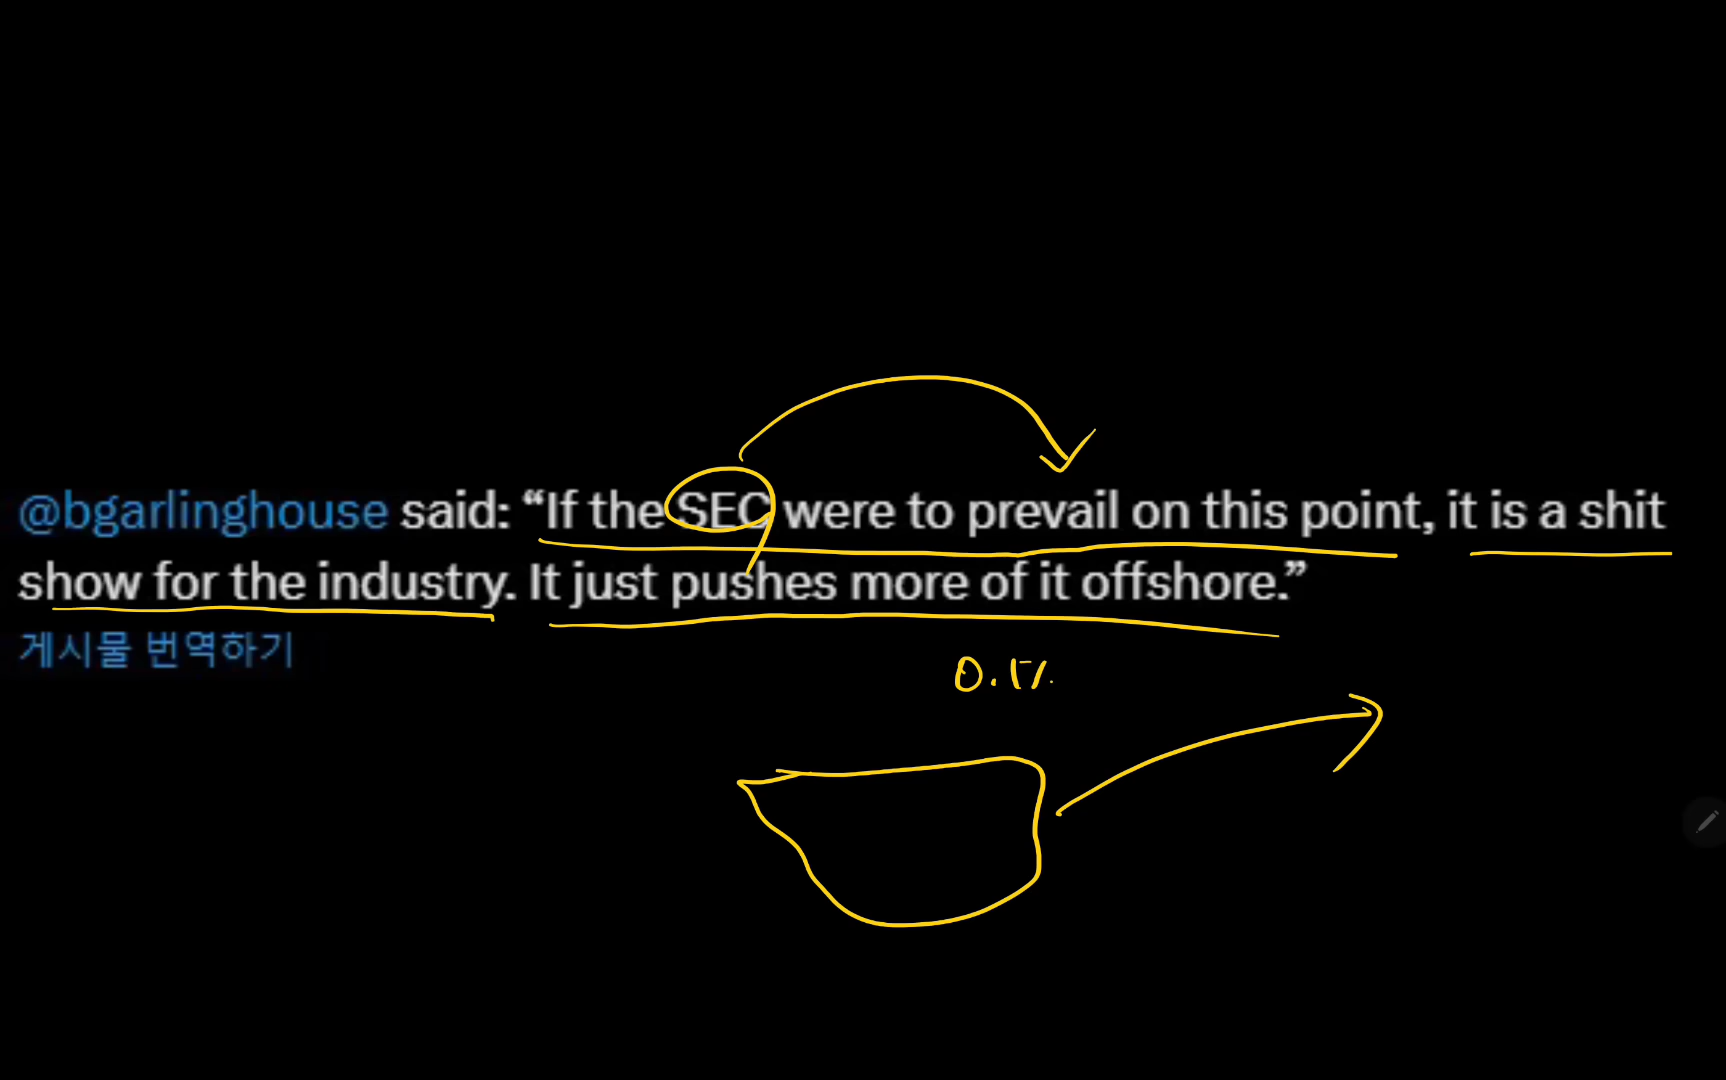 @bgarlinghouse said: “If the SEC were to prevail on this point, it is a shit
show for the industry. It just pushes more of it offshore.”
게시물 번역하기
0.1%